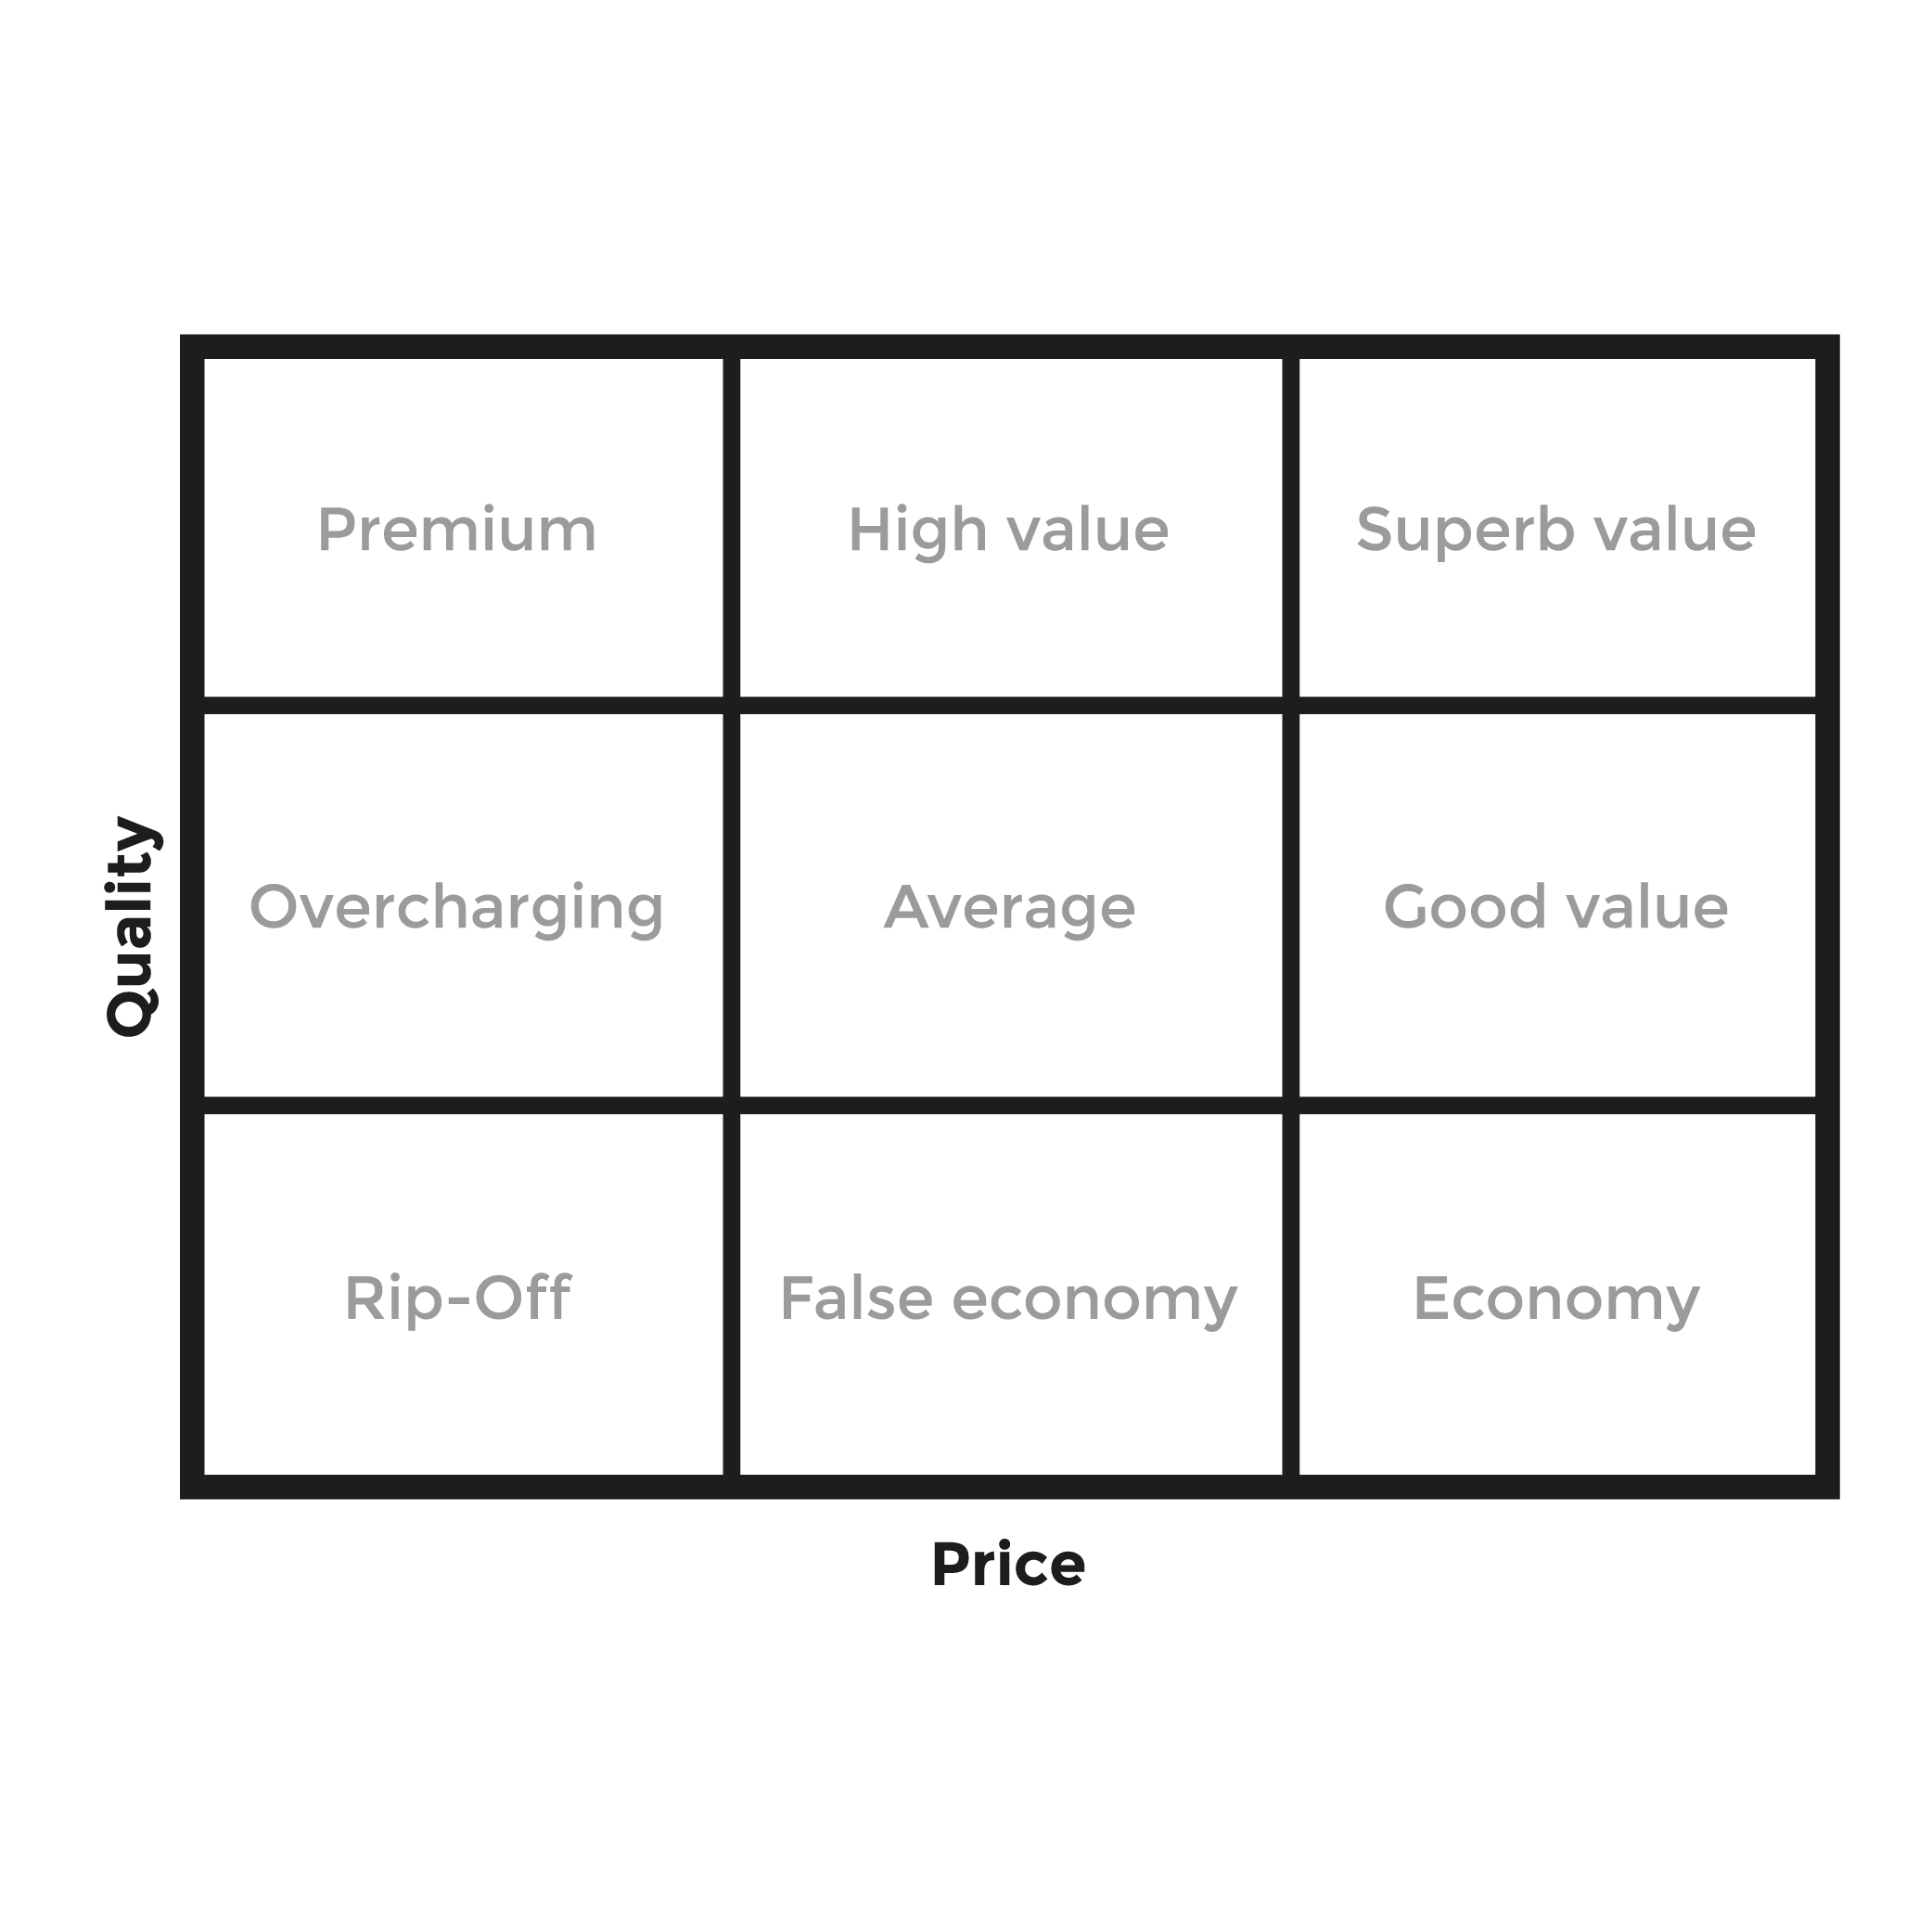 Premium
High value
Superb value
Quality
Overcharging
Average
Good value
Rip-Off
False economy
Economy
Price